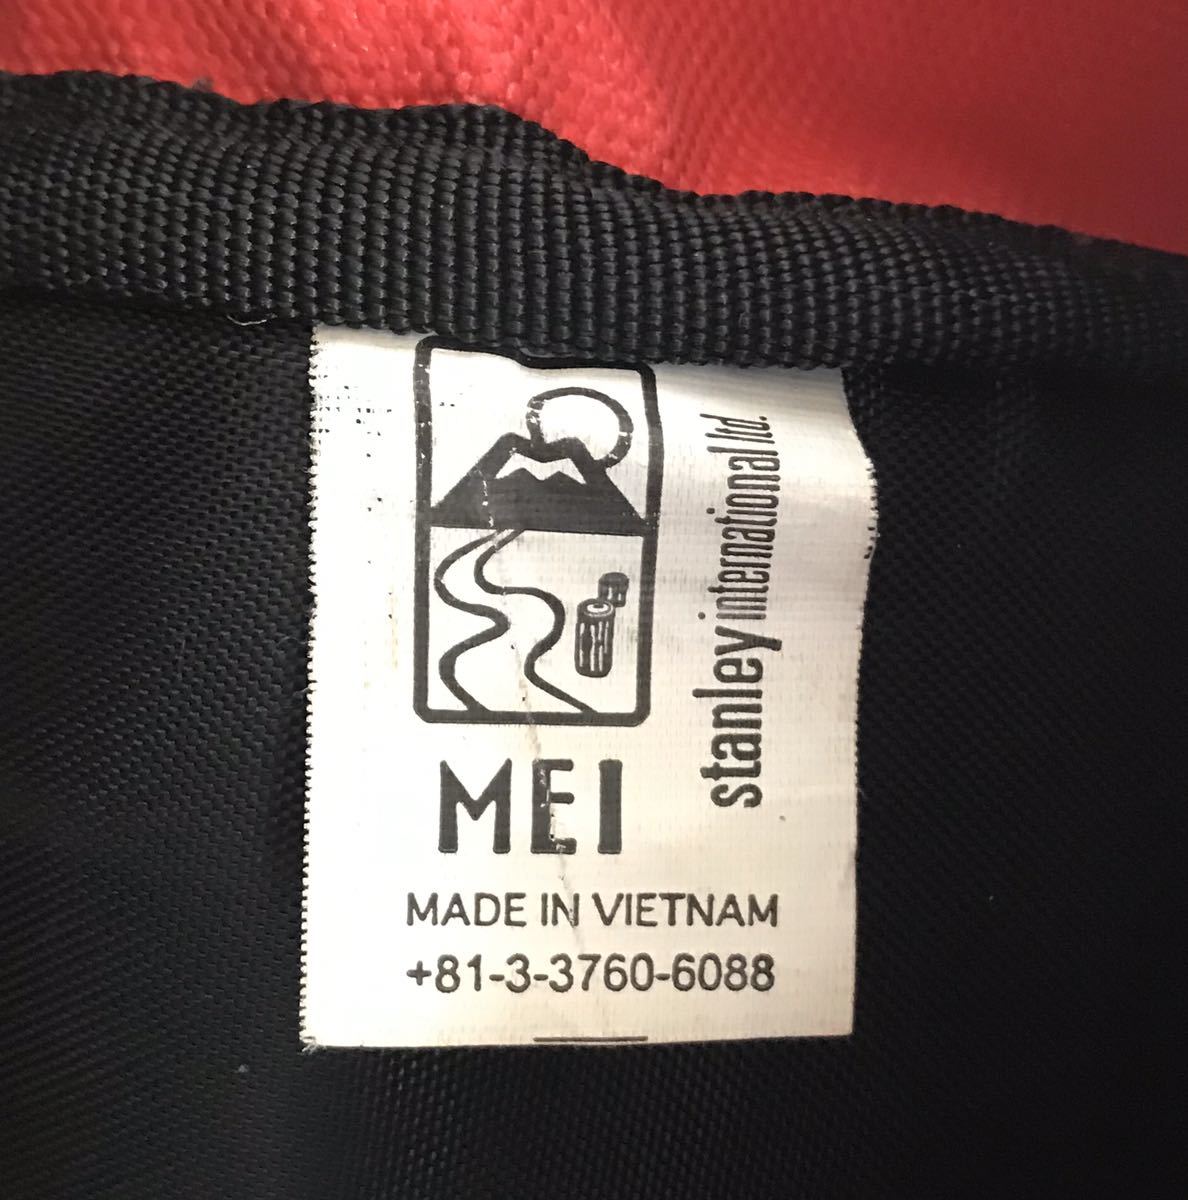 stanley international ltd.
MEI
MADE IN VIETNAM
+81-3-3760-6088